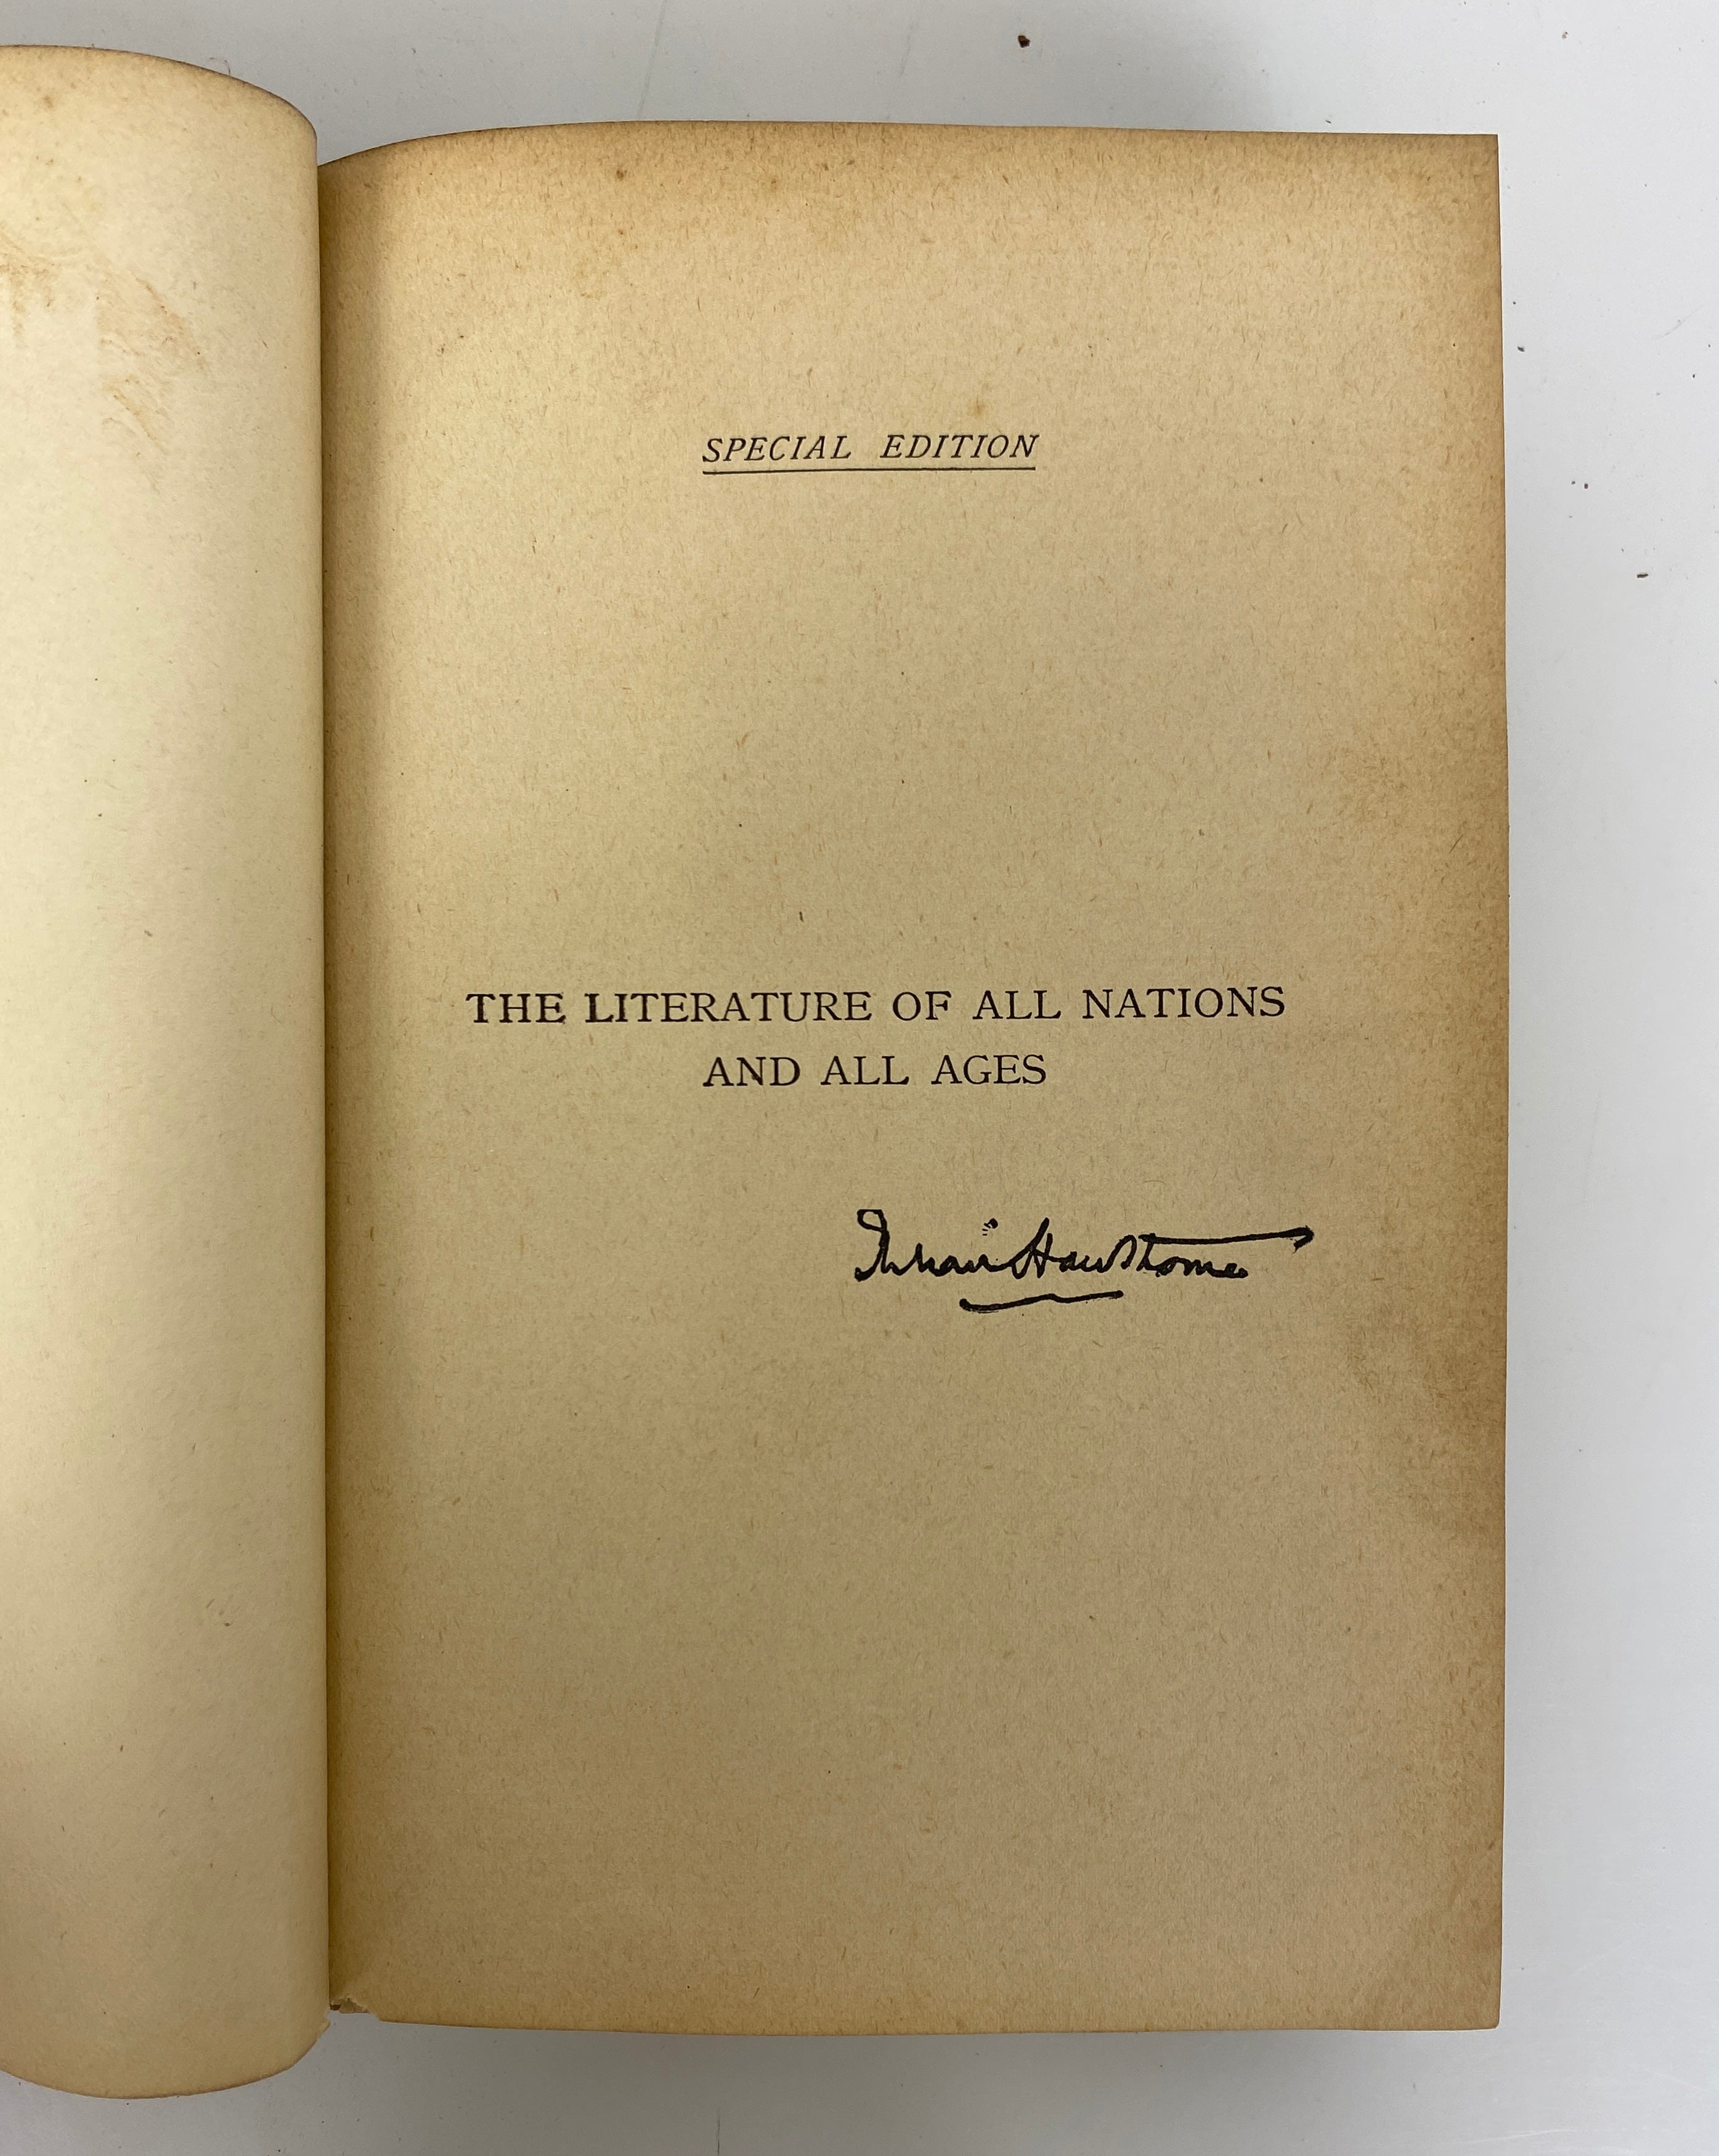 SPECIAL EDITION
THE LITERATURE OF ALL NATIONS
AND ALL AGES
Julian Hawthorne